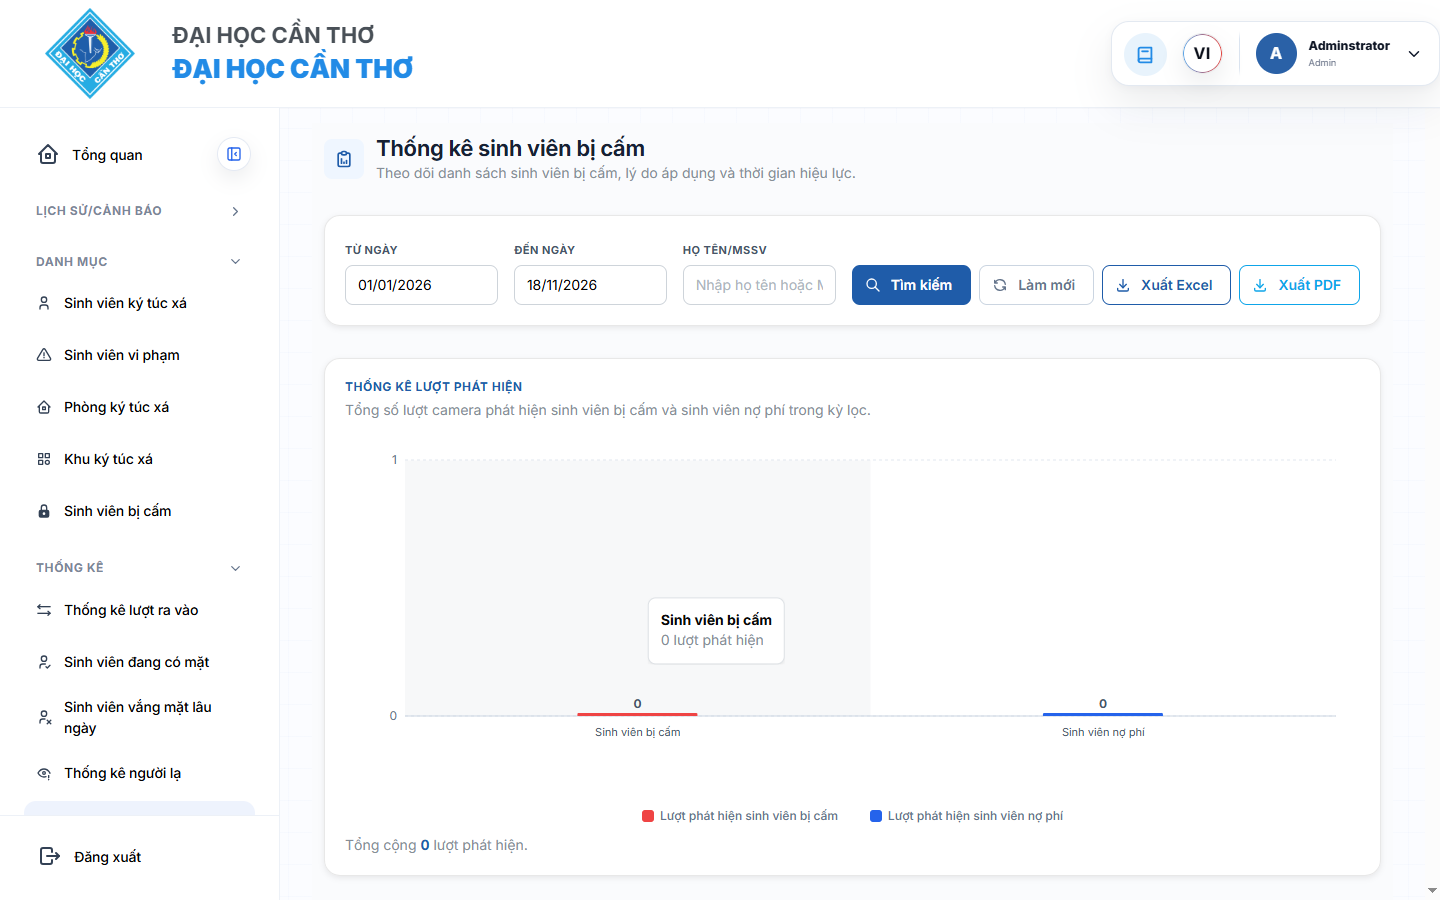 ĐẠI HỌC CẦN THƠ
ĐẠI HỌC CẦN THƠ
ĐẠI HỌC CẦN THƠ
VI
A
Adminstrator
Admin
Tổng quan
LỊCH SỬ/CẢNH BÁO
DANH MỤC
Sinh viên ký túc xá
Sinh viên vi phạm
Phòng ký túc xá
Khu ký túc xá
Sinh viên bị cấm
THỐNG KÊ
Thống kê lượt ra vào
Sinh viên đang có mặt
Sinh viên vắng mặt lâu
ngày
Thống kê người lạ
Đăng xuất
Thống kê sinh viên bị cấm
Theo dõi danh sách sinh viên bị cấm, lý do áp dụng và thời gian hiệu lực.
TỪ NGÀY
ĐẾN NGÀY
HỌ TÊN/MSSV
01/01/2026
18/11/2026
Nhập họ tên hoặc M
Tìm kiếm
Làm mới
Xuất Excel
Xuất PDF
THỐNG KÊ LƯỢT PHÁT HIỆN
Tổng số lượt camera phát hiện sinh viên bị cấm và sinh viên nợ phí trong kỳ lọc.
1
Sinh viên bị cấm
0 lượt phát hiện
0
0
0
Sinh viên bị cấm
Sinh viên nợ phí
Lượt phát hiện sinh viên bị cấm
Lượt phát hiện sinh viên nợ phí
Tổng cộng 0 lượt phát hiện.